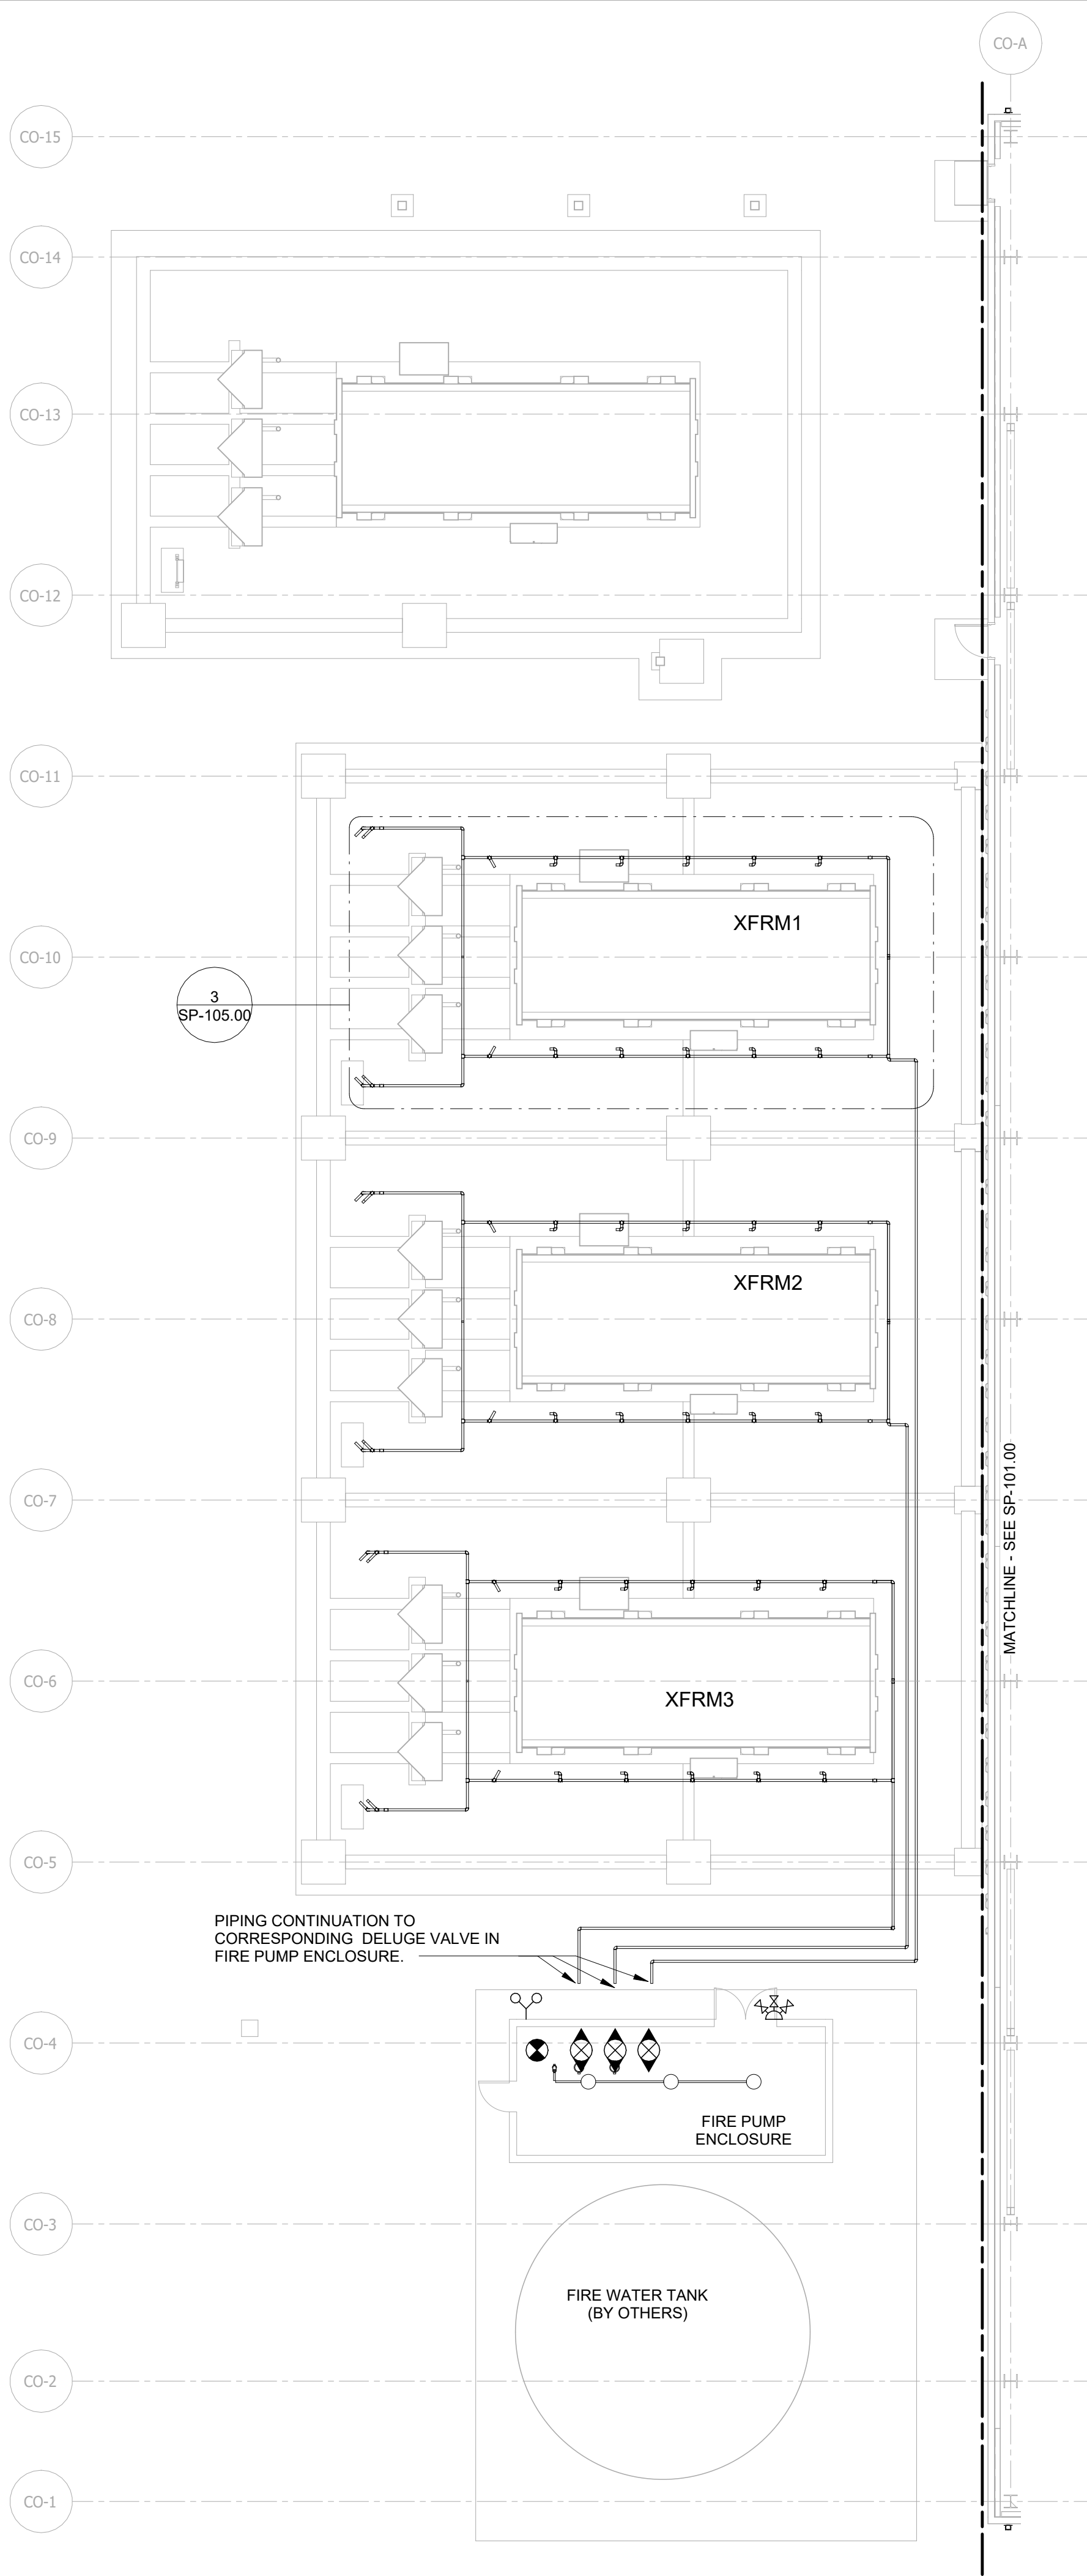 CO-A
CO-15
CO-14
CO-13
CO-12
CO-11
XFRM1
CO-10
3
SP-105.00
CO-9
XFRM2
CO-8
MATCHLINE - SEE SP-101.00
CO-7
CO-6
XFRM3
CO-5
PIPING CONTINUATION TO
CORRESPONDING DELUGE VALVE IN
FIRE PUMP ENCLOSURE.
CO-4
FIRE PUMP
ENCLOSURE
CO-3
FIRE WATER TANK
(BY OTHERS)
CO-2
CO-1